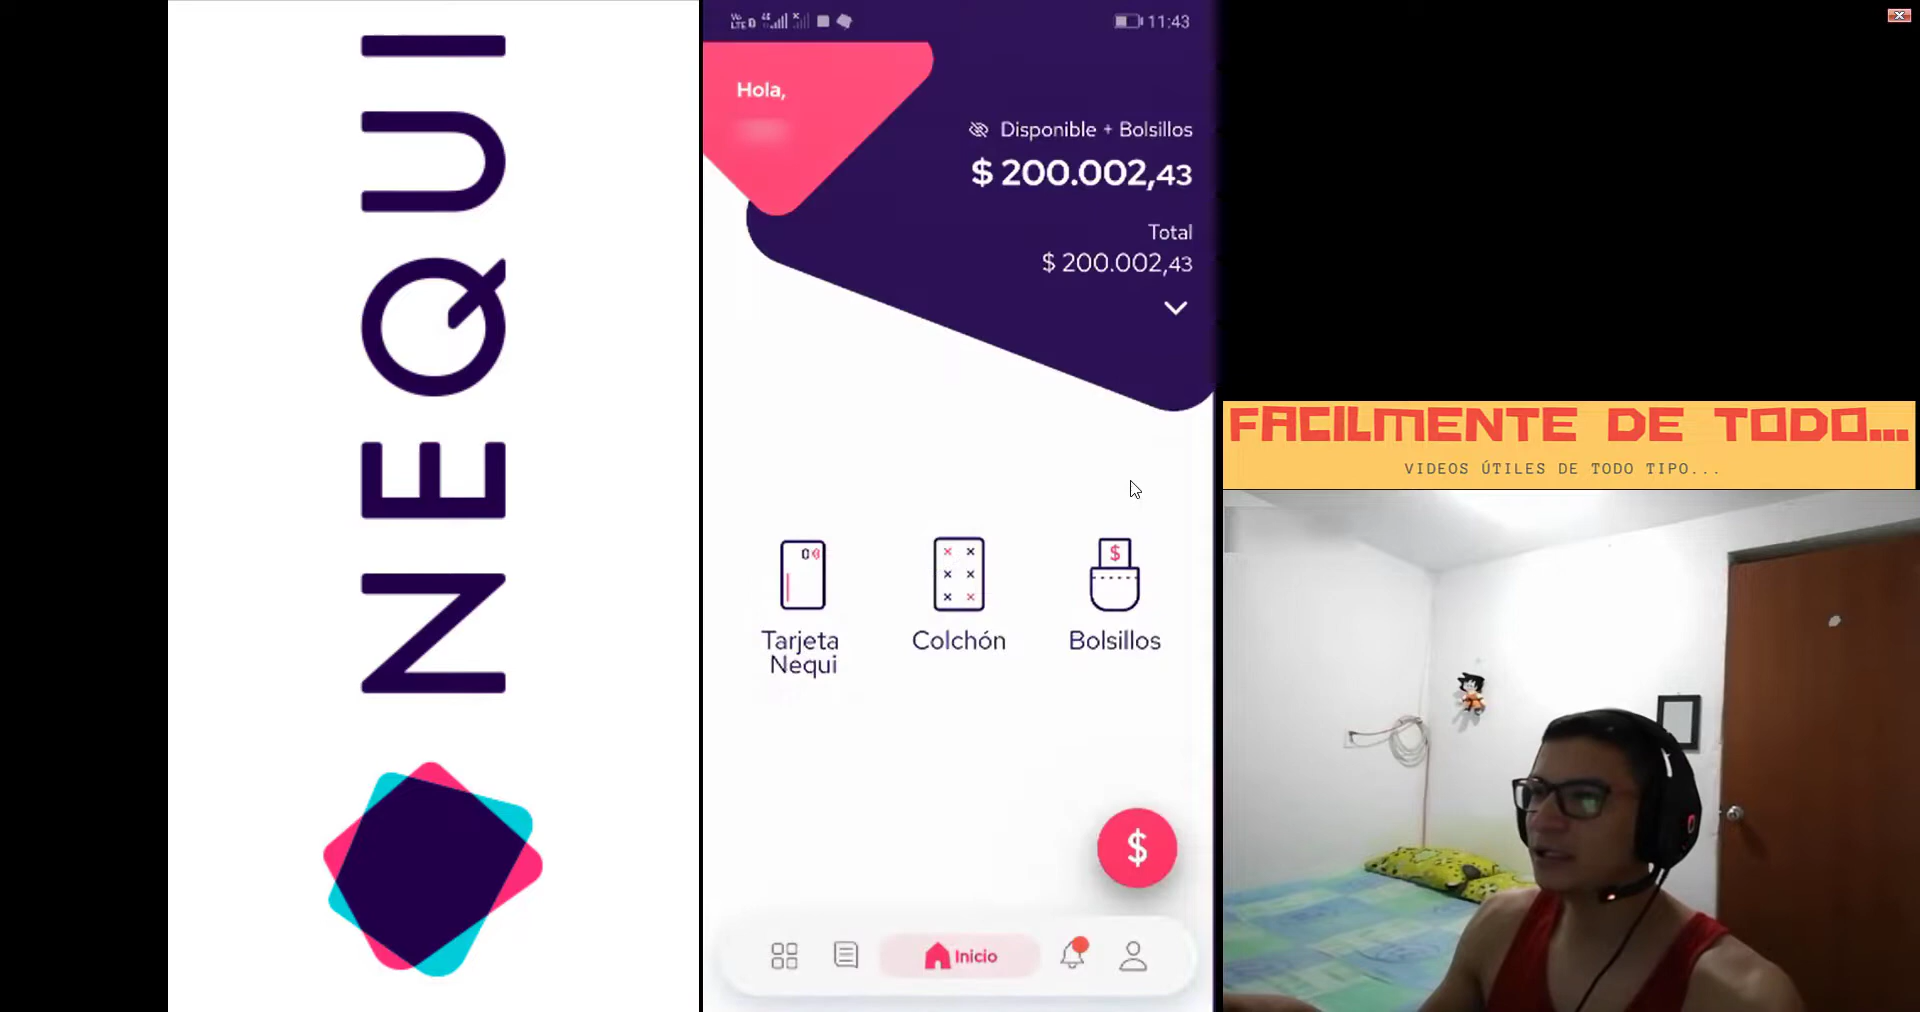 NEQUI
11:43
Hola,
Disponible + Bolsillos
$ 200.002,43
Total
$ 200.002,43
Tarjeta
Nequi
Colchón
$
Bolsillos
$
Inicio
FACILMENTE DE TODO...
VIDEOS ÚTILES DE TODO TIPO...